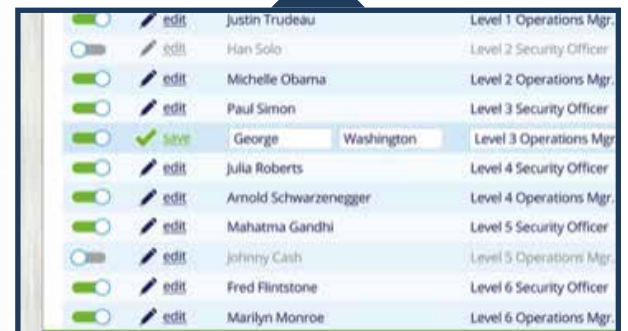 edit Justin Trudeau Level 1 Operations Mgr.
edit Han Solo Level 2 Security Officer
edit Michelle Obama Level 2 Operations Mgr.
edit Paul Simon Level 3 Security Officer
save George Washington Level 3 Operations Mgr
edit Julia Roberts Level 4 Security Officer
edit Arnold Schwarzenegger Level 4 Operations Mgr.
edit Mahatma Gandhi Level 5 Security Officer
edit Johnny Cash Level 5 Operations Mgr.
edit Fred Flintstone Level 6 Security Officer
edit Marilyn Monroe Level 6 Operations Mgr.